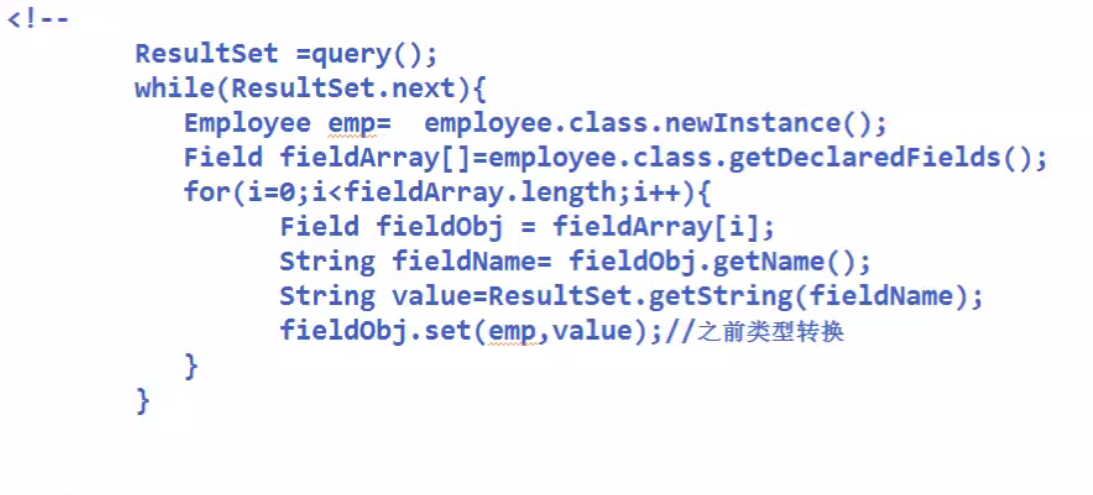 <!--
ResultSet =query();
while(ResultSet.next){
Employee emp=  employee.class.newInstance();
Field fieldArray[]=employee.class.getDeclaredFields();
for(i=0;i<fieldArray.length;i++){
Field fieldObj = fieldArray[i];
String fieldName= fieldObj.getName();
String value=ResultSet.getString(fieldName);
fieldObj.set(emp,value);//之前类型转换
}
}